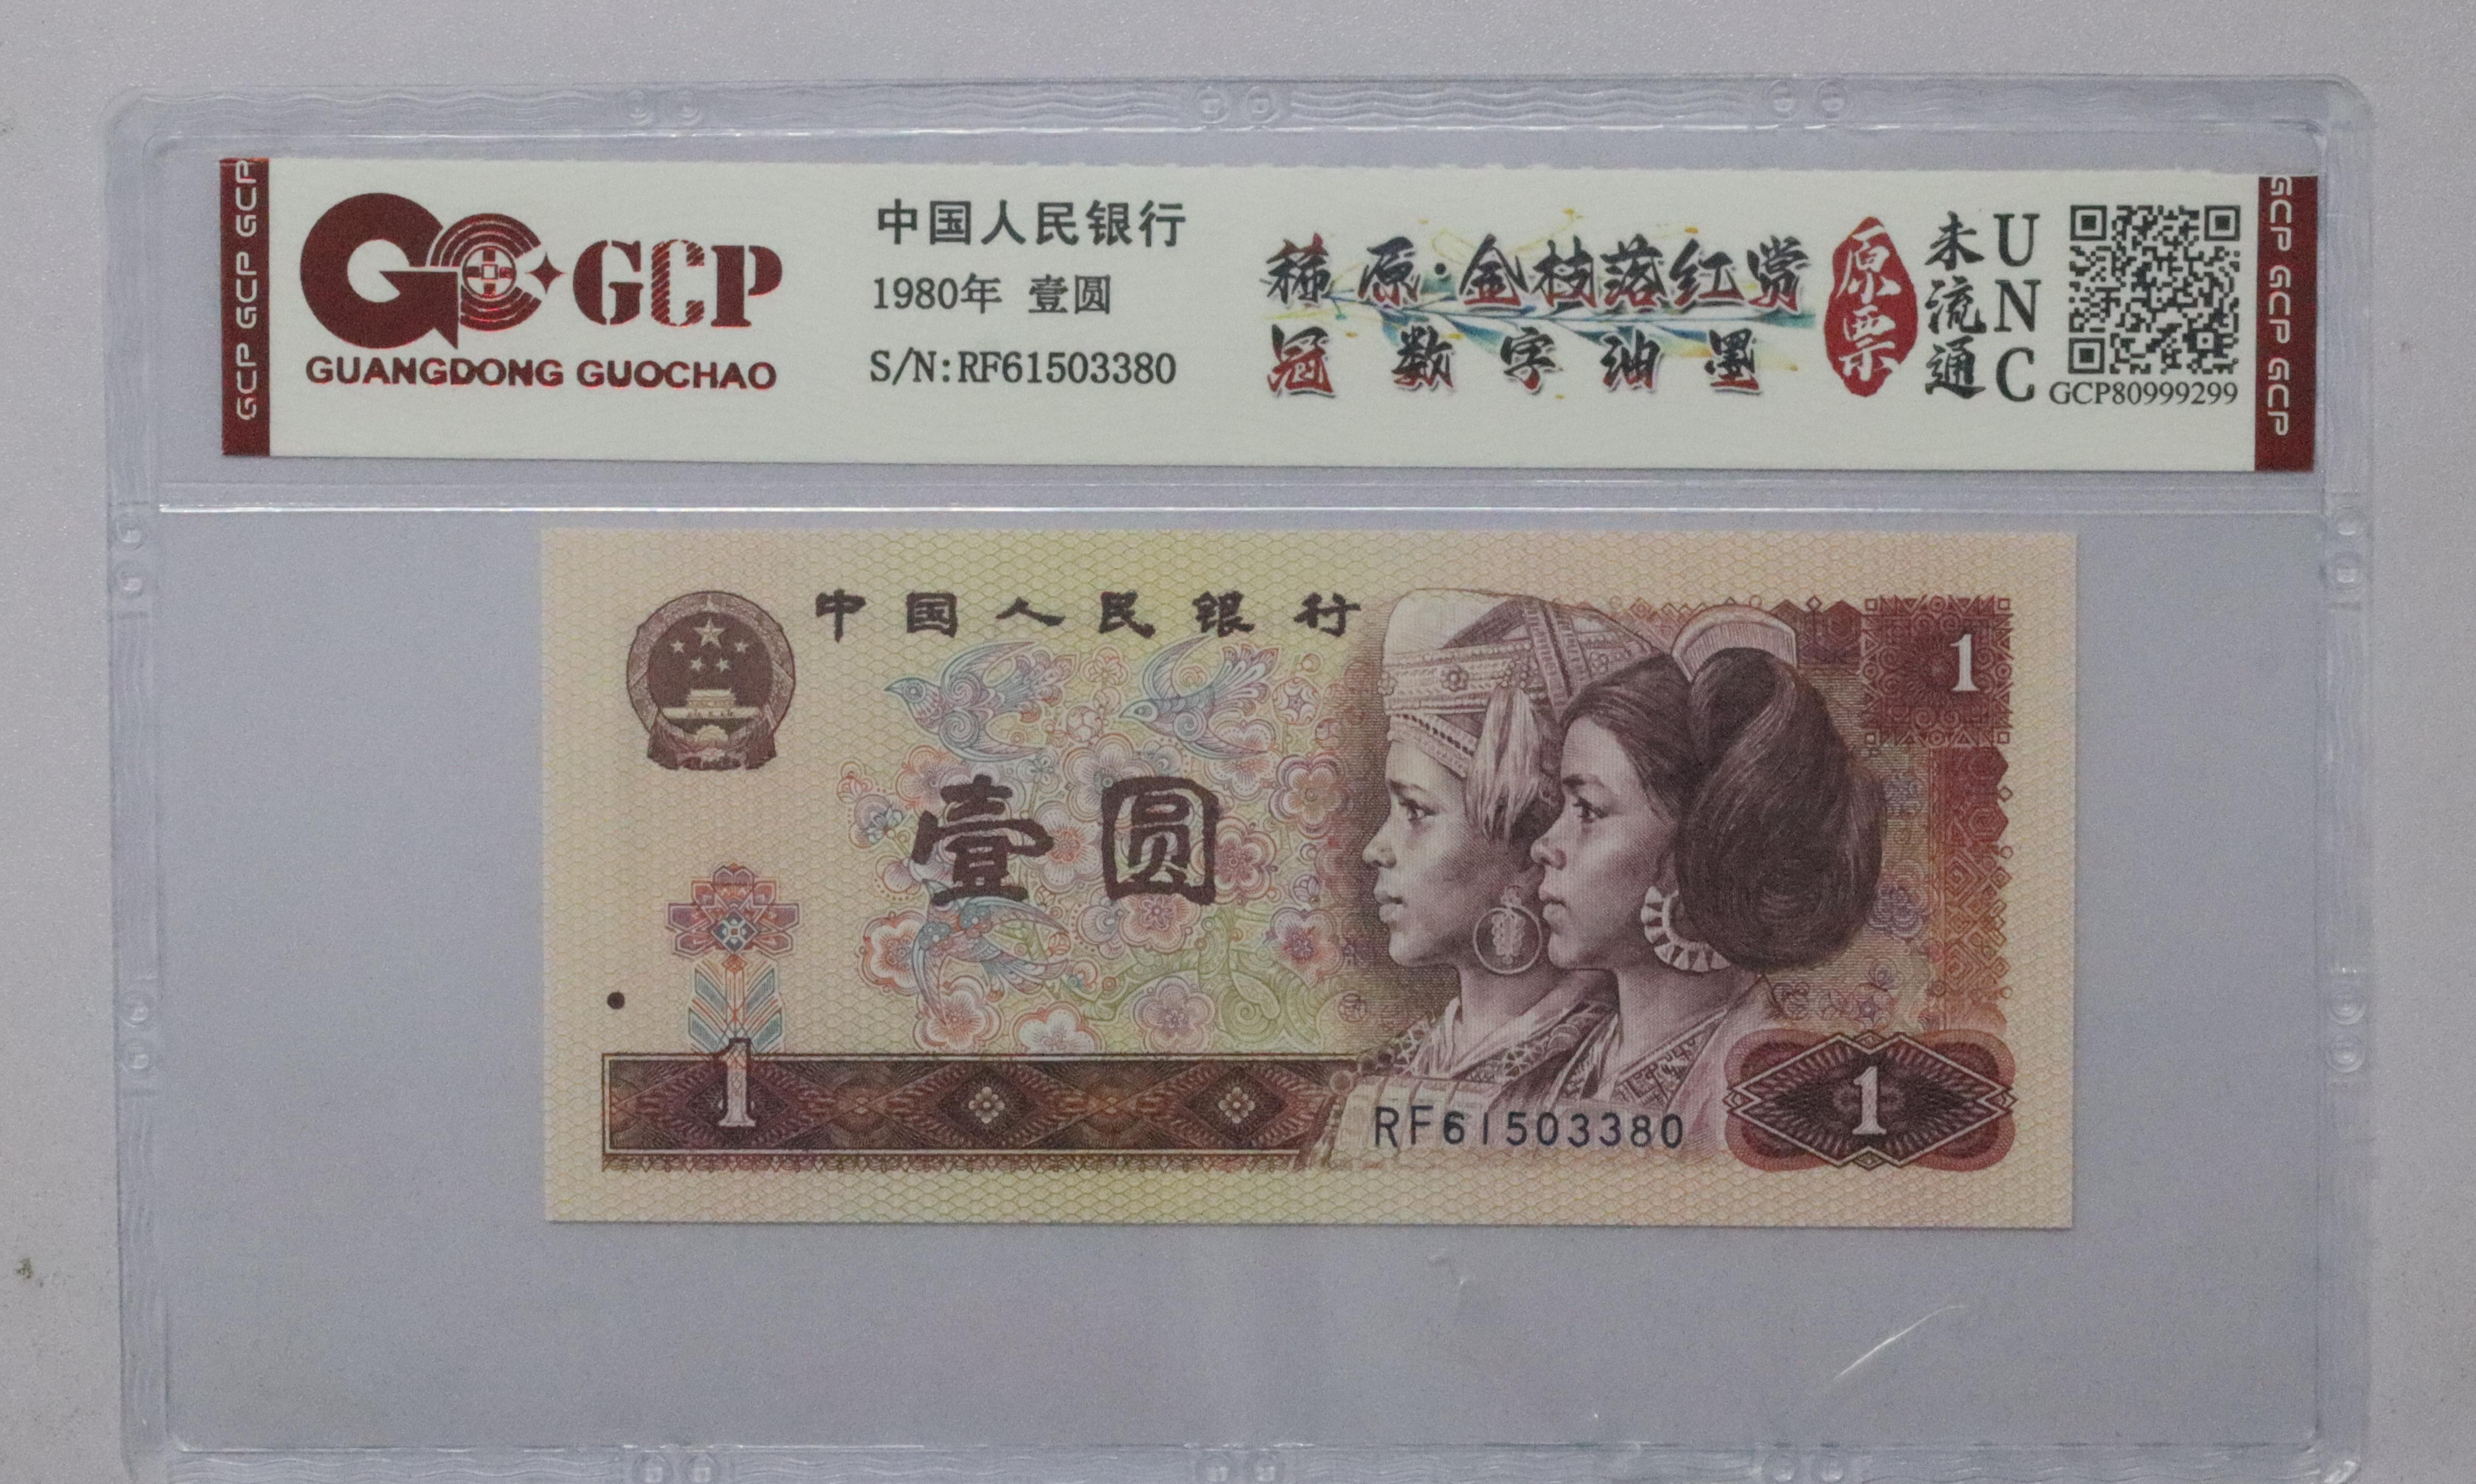 GCP GCP GCP
GC GCP
GUANGDONG GUOCHAO
中国人民银行
1980年 壹圆
S/N:RF61503380
稀原·金枝落红赏
冠数字油墨
原票
未流通
UNC
GCP80999299
GCP GCP GCP
中国人民银行
1
壹圆
1
RF61503380
1